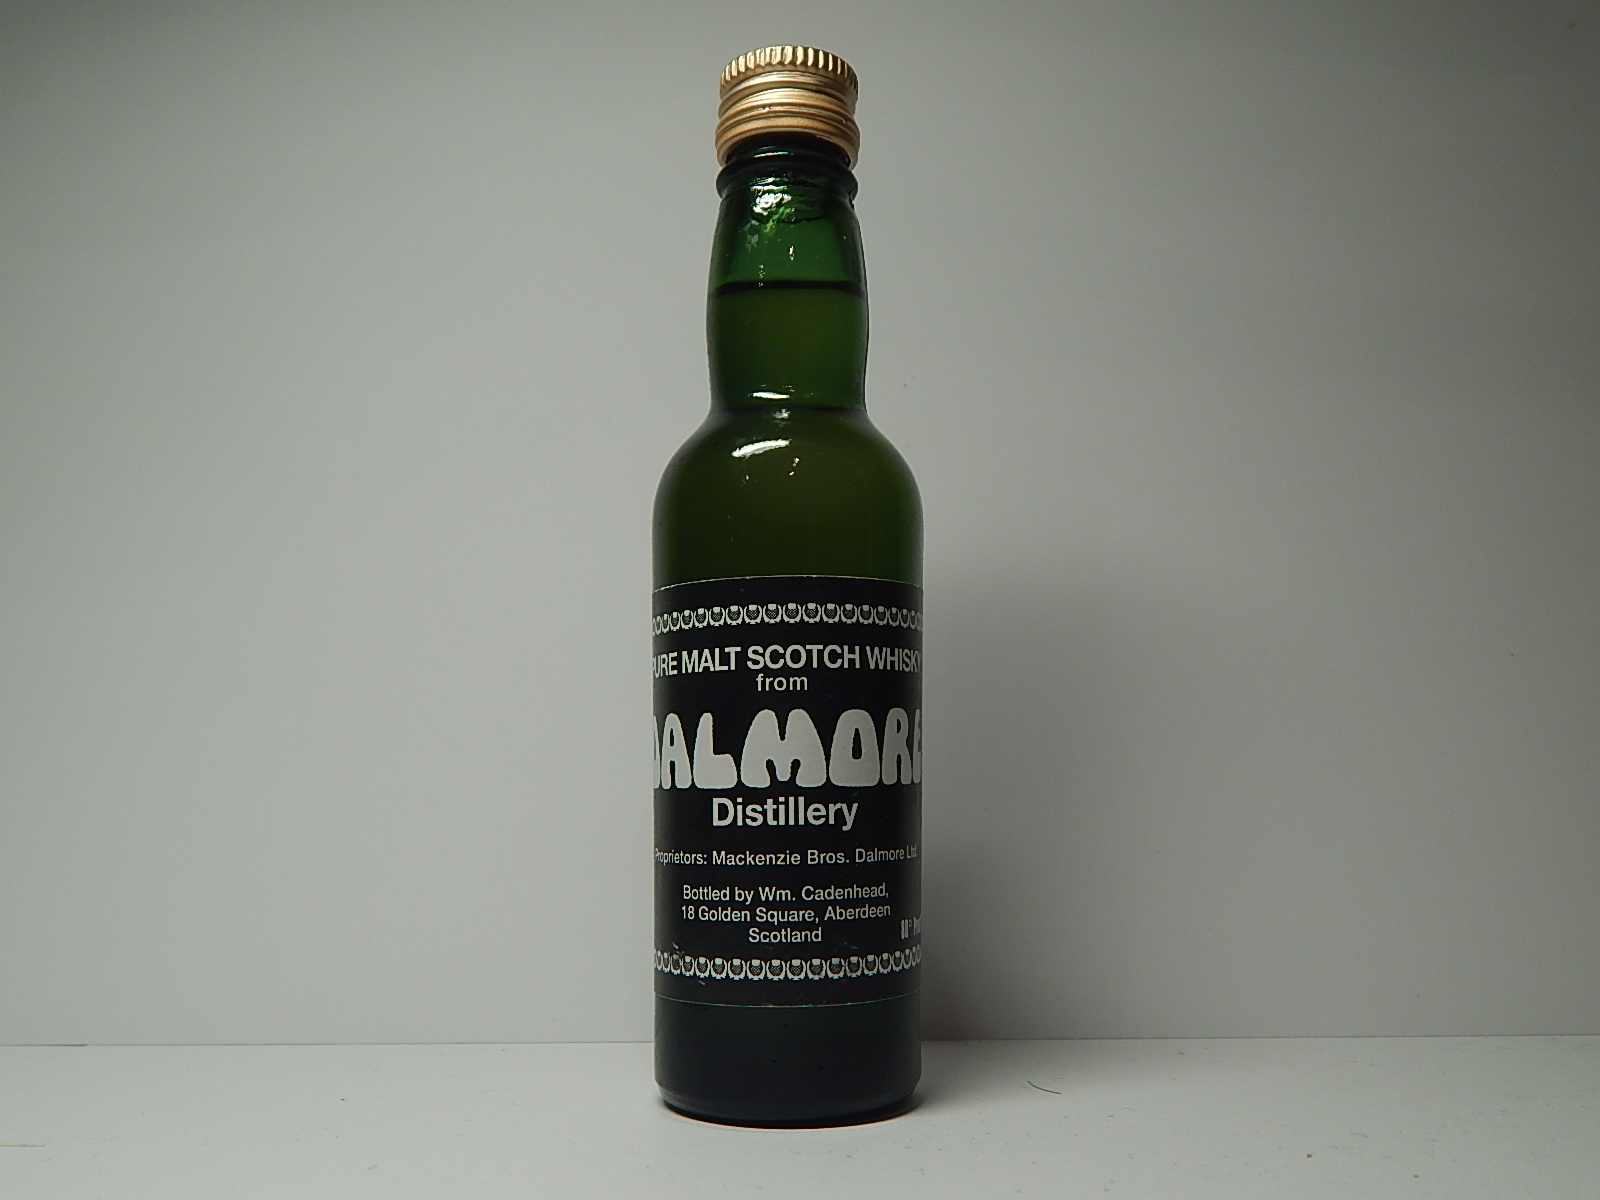 PURE MALT SCOTCH WHISKY
from
DALMORE
Distillery
Proprietors: Mackenzie Bros. Dalmore Ltd.
Bottled by Wm. Cadenhead,
18 Golden Square, Aberdeen
Scotland